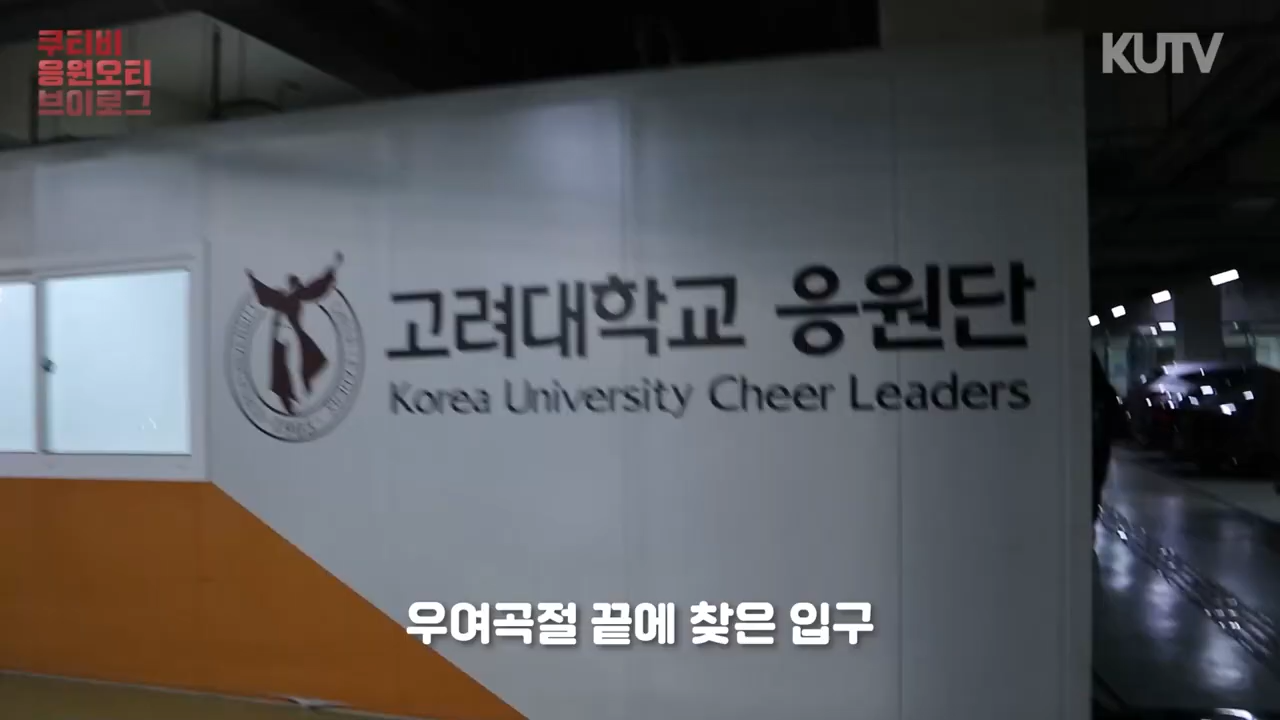 쿠티비
응원오티
브이로그
KUTV
고려대학교 응원단
Korea University Cheer Leaders
우여곡절 끝에 찾은 입구